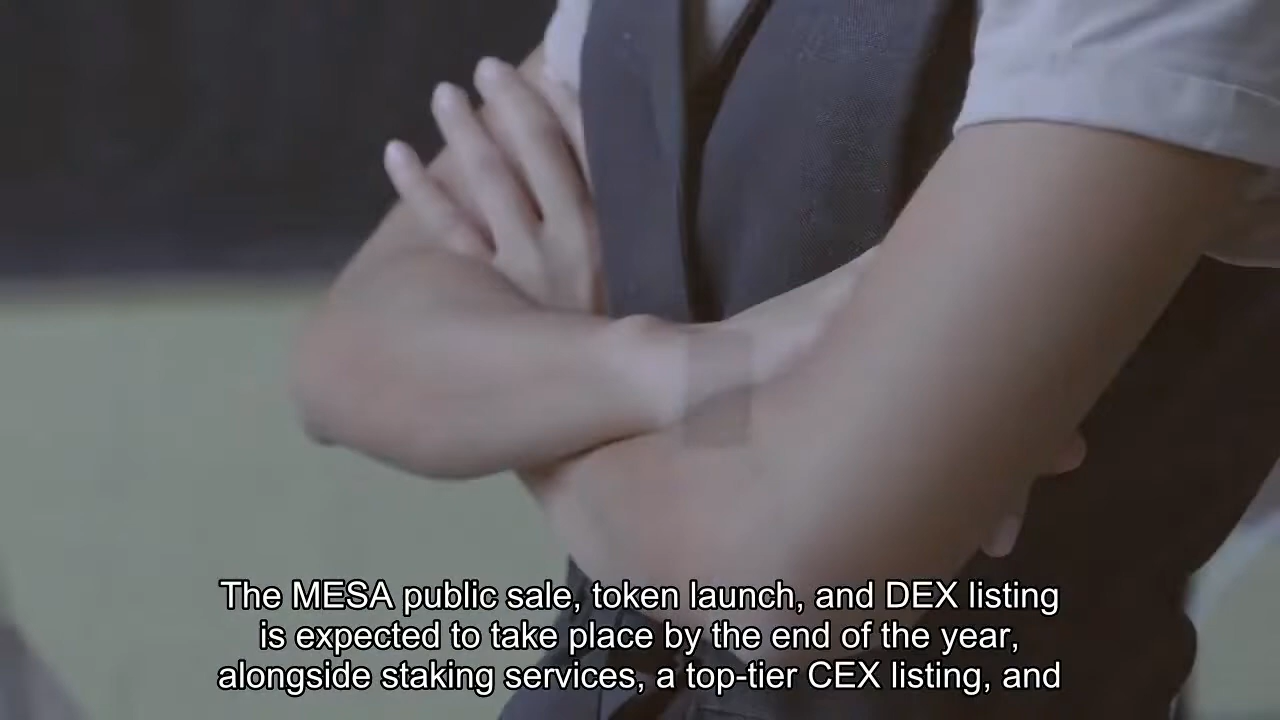 The MESA public sale, token launch, and DEX listing
is expected to take place by the end of the year,
alongside staking services, a top-tier CEX listing, and